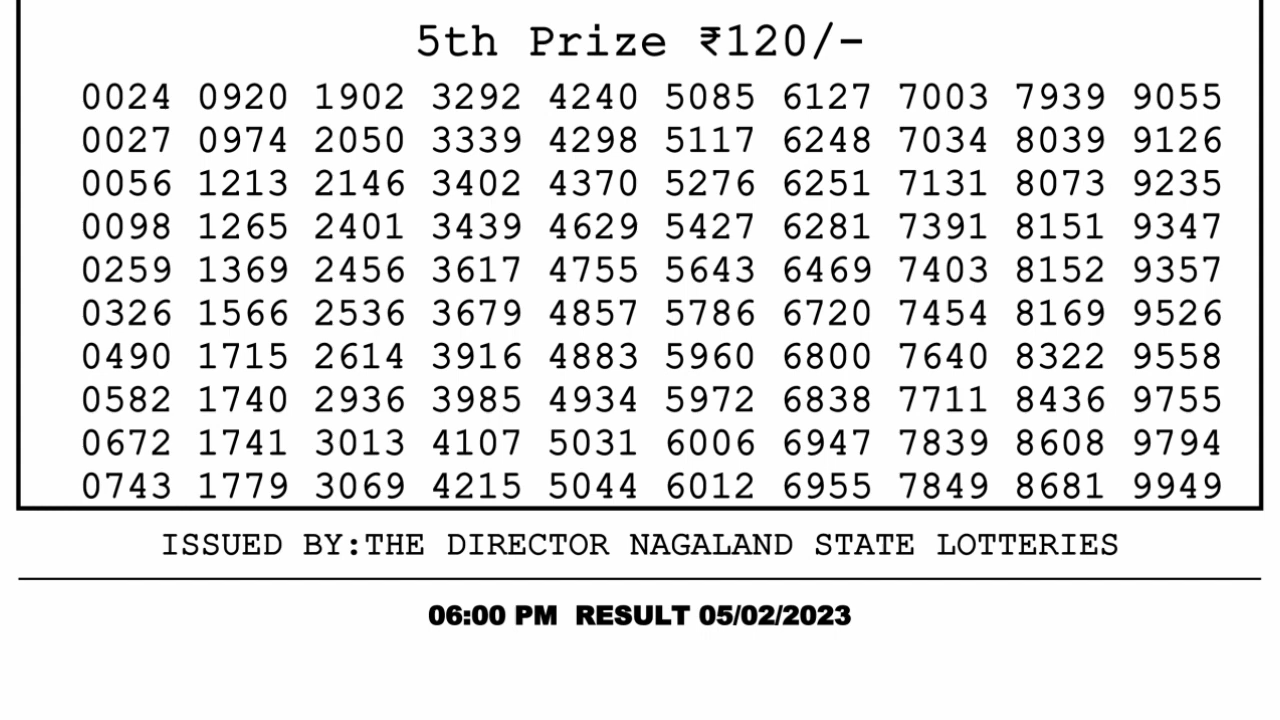 5th Prize ₹120/-
0024 0920 1902 3292 4240 5085 6127 7003 7939 9055
0027 0974 2050 3339 4298 5117 6248 7034 8039 9126
0056 1213 2146 3402 4370 5276 6251 7131 8073 9235
0098 1265 2401 3439 4629 5427 6281 7391 8151 9347
0259 1369 2456 3617 4755 5643 6469 7403 8152 9357
0326 1566 2536 3679 4857 5786 6720 7454 8169 9526
0490 1715 2614 3916 4883 5960 6800 7640 8322 9558
0582 1740 2936 3985 4934 5972 6838 7711 8436 9755
0672 1741 3013 4107 5031 6006 6947 7839 8608 9794
0743 1779 3069 4215 5044 6012 6955 7849 8681 9949
ISSUED BY:THE DIRECTOR NAGALAND STATE LOTTERIES
06:00 PM RESULT 05/02/2023